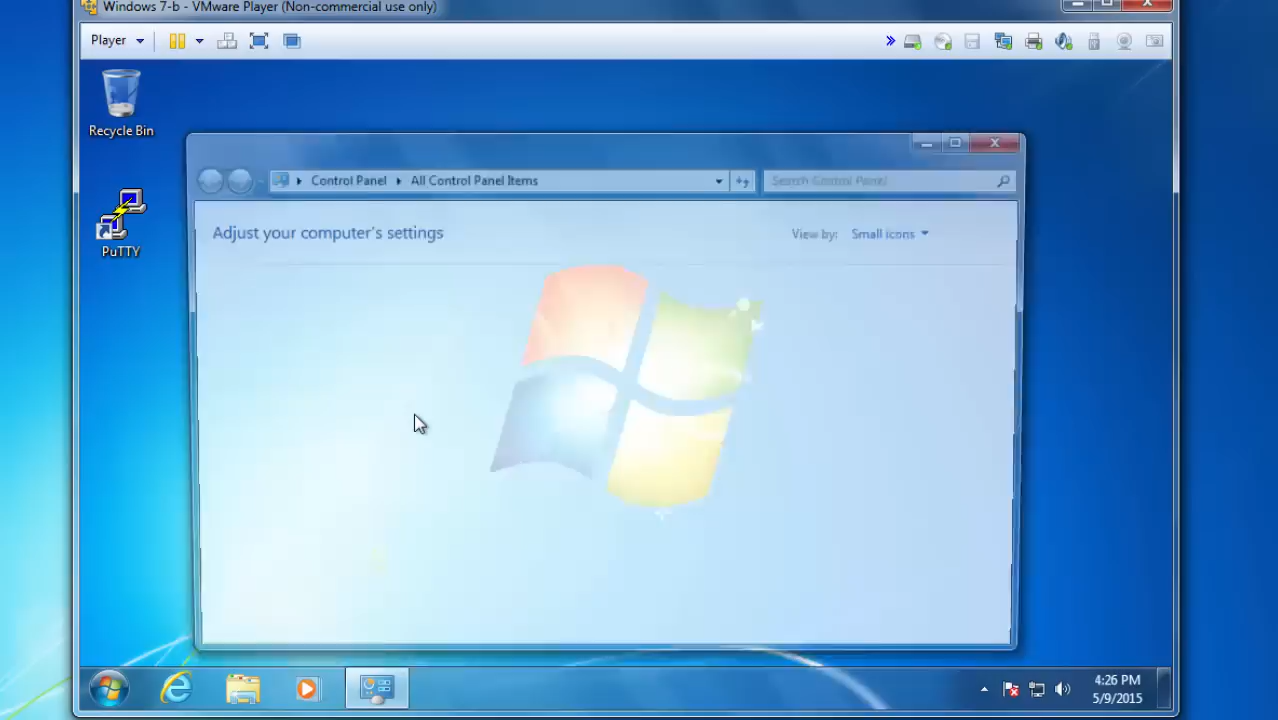 Windows 7-b - VMware Player (Non-commercial use only)
Player
Recycle Bin
Control Panel
All Control Panel Items
Search Control Panel
Adjust your computer's settings
View by:
Small icons
PuTTY
4:26 PM
5/9/2015